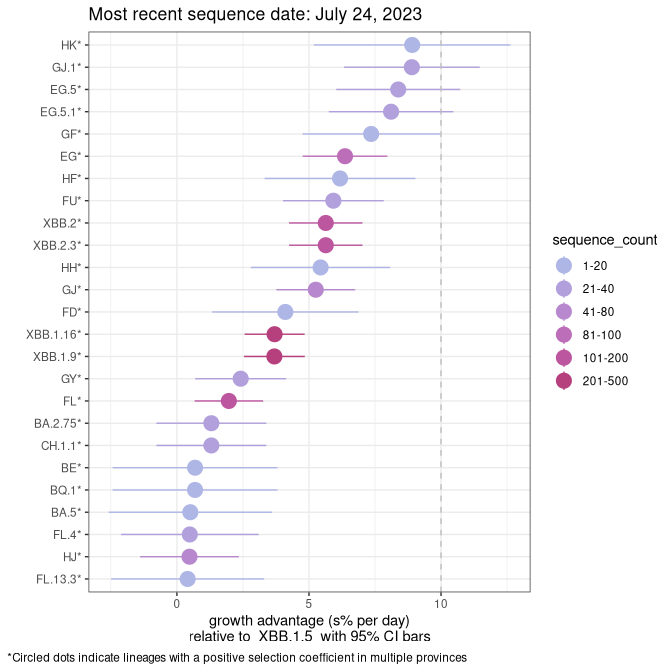 Most recent sequence date: July 24, 2023
HK*
GJ.1*
EG.5*
EG.5.1*
GF*
EG*
HF*
FU*
XBB.2*
XBB.2.3*
HH*
GJ*
FD*
XBB.1.16*
XBB.1.9*
GY*
FL*
BA.2.75*
CH.1.1*
BE*
BQ.1*
BA.5*
FL.4*
HJ*
FL.13.3*
0 5 10
growth advantage (s% per day)
relative to XBB.1.5 with 95% CI bars
sequence_count
1-20
21-40
41-80
81-100
101-200
201-500
*Circled dots indicate lineages with a positive selection coefficient in multiple provinces